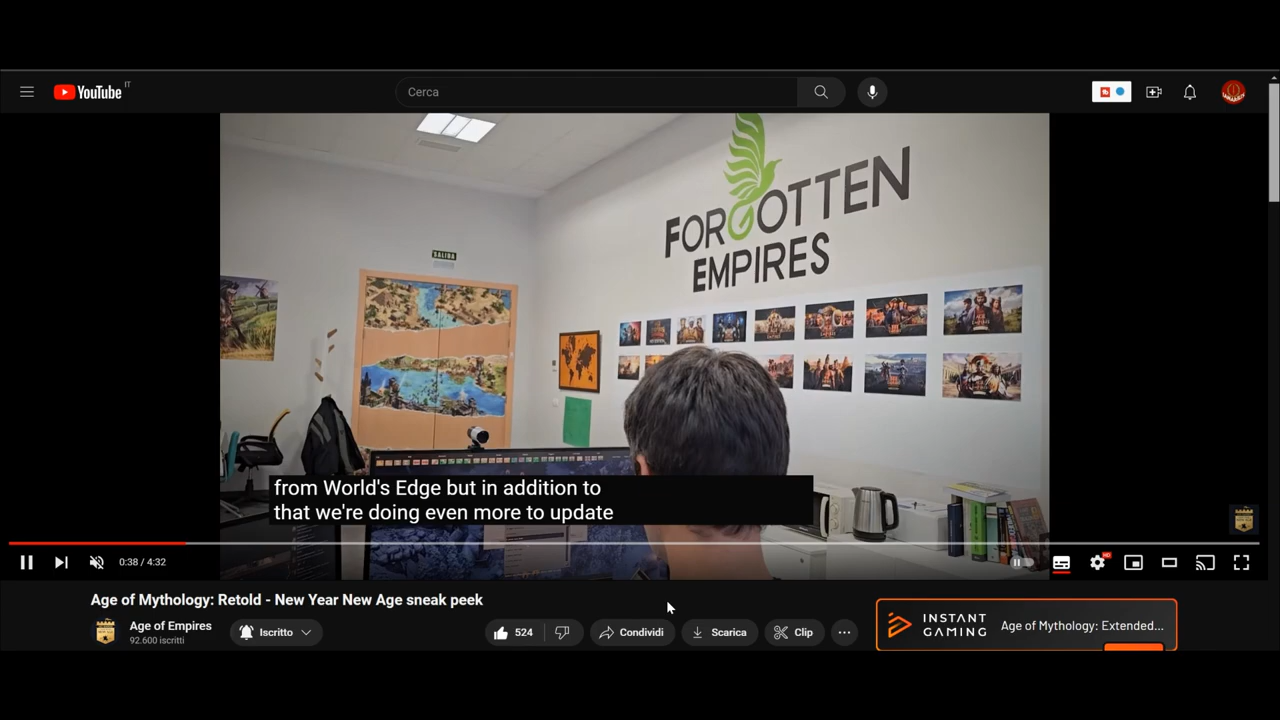 YouTube IT
Cerca
FORGOTTEN
EMPIRES
SALIDA
from World's Edge but in addition to
that we're doing even more to update
0:38 / 4:32
HD
Age of Mythology: Retold - New Year New Age sneak peek
Age of Empires
92.600 iscritti
Iscritto
524
Condividi
Scarica
Clip
INSTANT
GAMING
Age of Mythology: Extended...